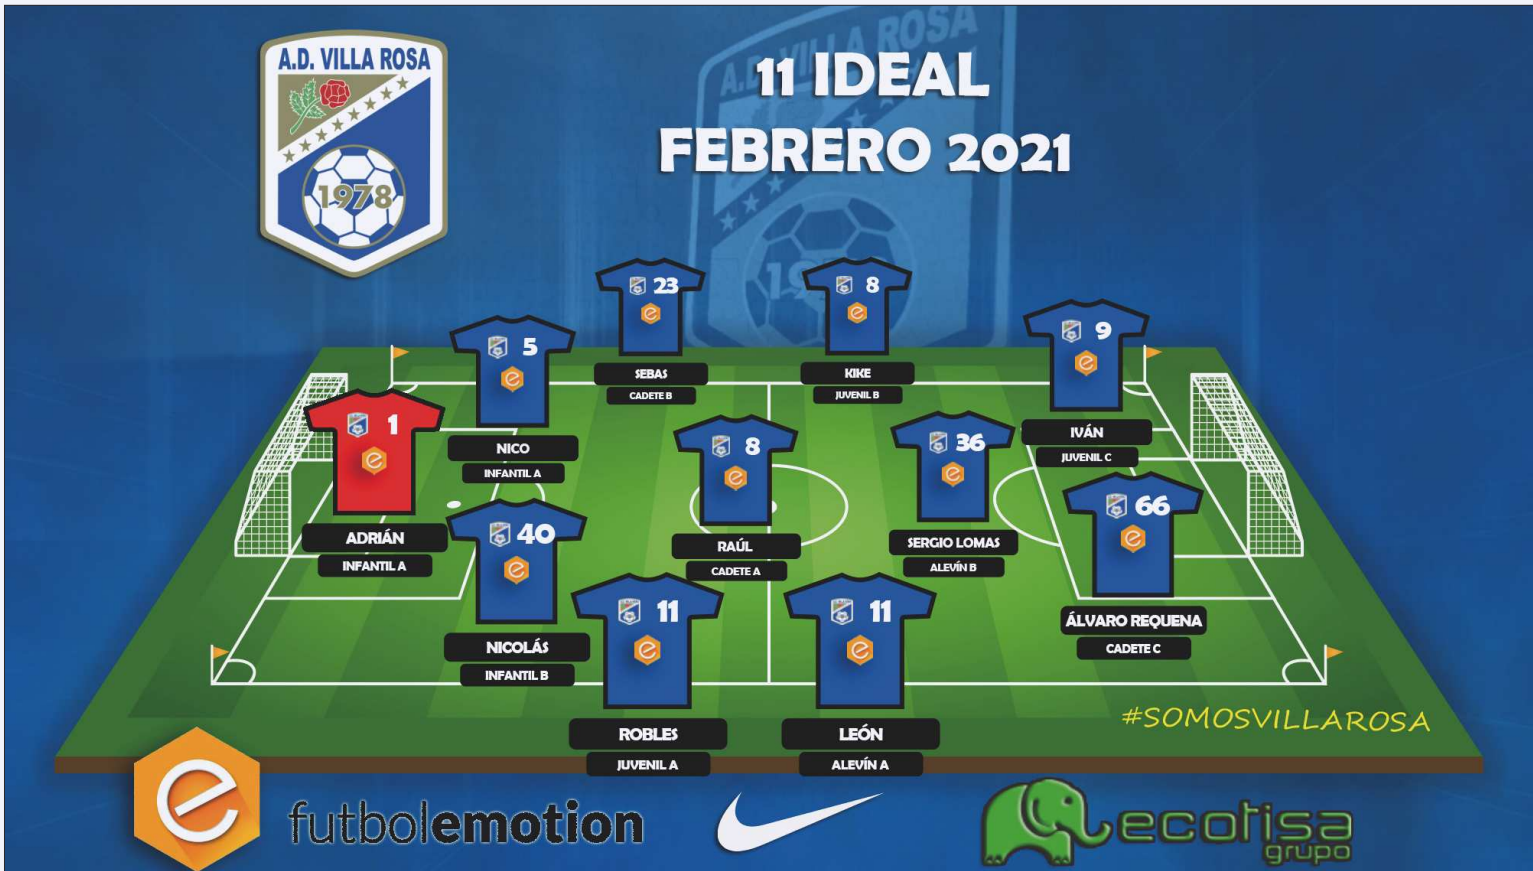 A.D. VILLA ROSA
1978
11 IDEAL
FEBRERO 2021
A.D. VILLA ROSA
23
SEBAS
CADETE B
8
KIKE
JUVENIL B
9
IVÁN
JUVENIL C
5
NICO
INFANTIL A
1
ADRIÁN
INFANTIL A
8
RAÚL
CADETE A
36
SERGIO LOMAS
ALEVÍN B
66
ÁLVARO REQUENA
CADETE C
40
NICOLÁS
INFANTIL B
11
ROBLES
JUVENIL A
11
LEÓN
ALEVÍN A
#SOMOSVILLAROSA
e futbolemotion
ecotisa
grupo